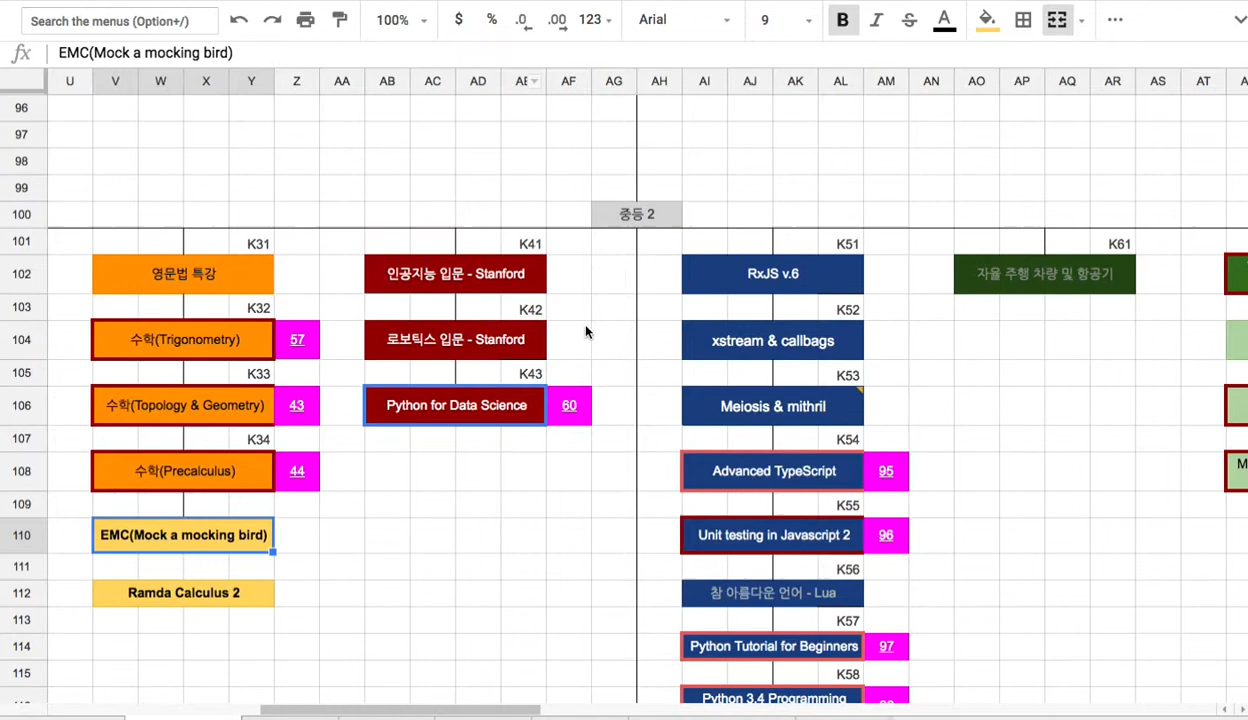 Search the menus (Option+/)
100%
$
%
.0
.00
123
Arial
9
B
I
S
A
fx
EMC(Mock a mocking bird)
U V W X Y Z AA AB AC AD AE AF AG AH AI AJ AK AL AM AN AO AP AQ AR AS AT
96
97
98
99
100 중등 2
101 K31 K41 K51 K61
102 영문법 특강 인공지능 입문 - Stanford RxJS v.6 자율 주행 차량 및 항공기
103 K32 K42 K52
104 수학(Trigonometry) 57 로보틱스 입문 - Stanford xstream & callbags
105 K33 K43 K53
106 수학(Topology & Geometry) 43 Python for Data Science 60 Meiosis & mithril
107 K34 K54
108 수학(Precalculus) 44 Advanced TypeScript 95 M
109 K55
110 EMC(Mock a mocking bird) Unit testing in Javascript 2 96
111 K56
112 Ramda Calculus 2 참 아름다운 언어 - Lua
113 K57
114 Python Tutorial for Beginners 97
115 K58
Python 3.4 Programming